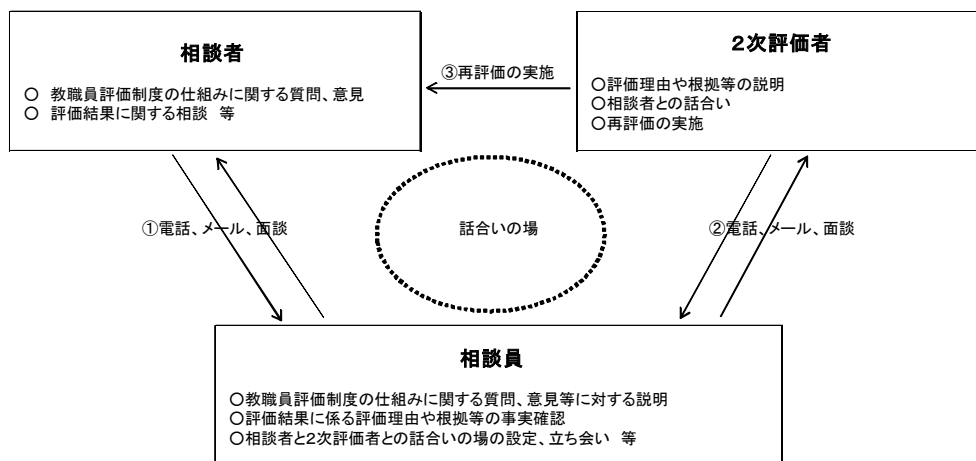 相談者
○ 教職員評価制度の仕組みに関する質問、意見
○ 評価結果に関する相談 等
③再評価の実施
2次評価者
○評価理由や根拠等の説明
○相談者との話合い
○再評価の実施
①電話、メール、面談
話合いの場
②電話、メール、面談
相談員
○教職員評価制度の仕組みに関する質問、意見等に対する説明
○評価結果に係る評価理由や根拠等の事実確認
○相談者と2次評価者との話合いの場の設定、立ち会い 等